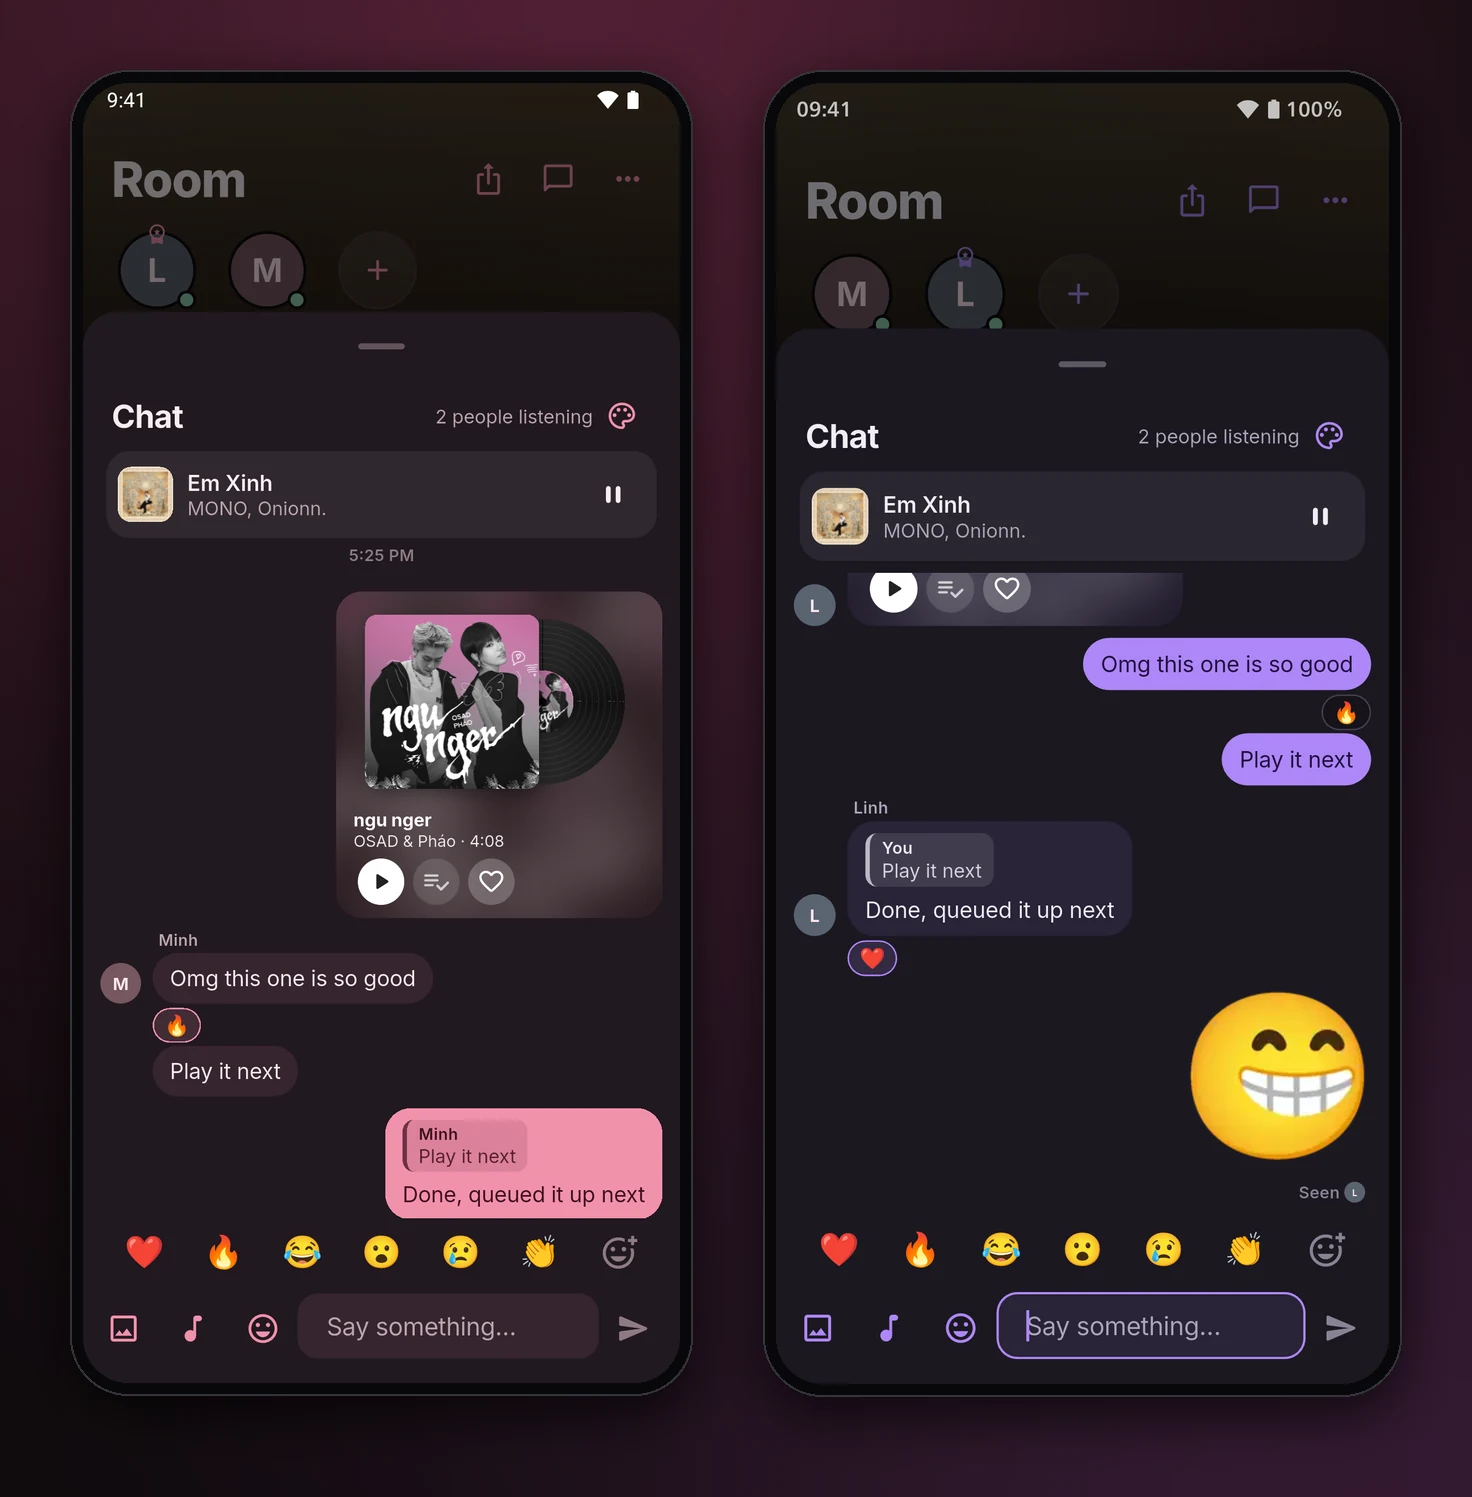 9:41
Room
L
M
Chat
2 people listening
Em Xinh
MONO, Onionn.
5:25 PM
ngu
nger
OSAD
PHÁO
ger
ngu nger
OSAD & Pháo · 4:08
Minh
M
Omg this one is so good
Play it next
Minh
Play it next
Done, queued it up next
Say something...
09:41
100%
Room
M
L
Chat
2 people listening
Em Xinh
MONO, Onionn.
L
Omg this one is so good
Play it next
Linh
You
Play it next
L
Done, queued it up next
Seen
L
Say something...